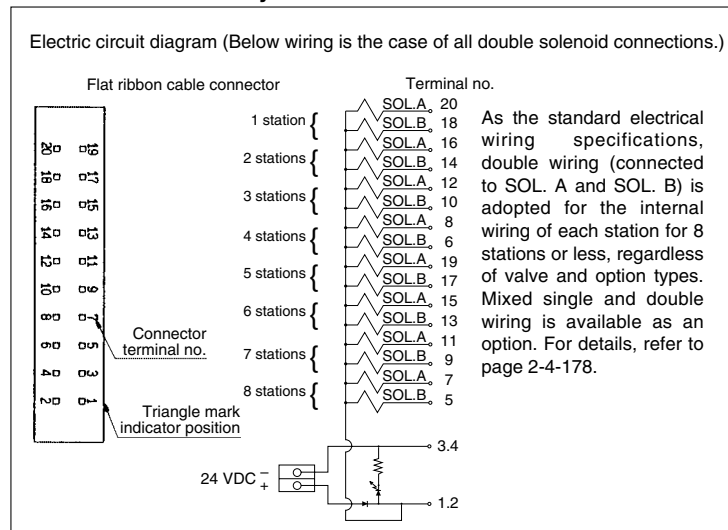 Electric circuit diagram (Below wiring is the case of all double solenoid connections.)
Flat ribbon cable connector
Terminal no.
20 19
18 17
16 15
14 13
12 11
10 9
8 7
6 5
4 3
2 1
Connector
terminal no.
Triangle mark
indicator position
1 station {
SOL.A 20
SOL.B 18
2 stations {
SOL.A 16
SOL.B 14
3 stations {
SOL.A 12
SOL.B 10
4 stations {
SOL.A 8
SOL.B 6
5 stations {
SOL.A 19
SOL.B 17
6 stations {
SOL.A 15
SOL.B 13
7 stations {
SOL.A 11
SOL.B 9
8 stations {
SOL.A 7
SOL.B 5
3.4
24 VDC −
+
1.2
As the standard electrical
wiring specifications,
double wiring (connected
to SOL. A and SOL. B) is
adopted for the internal
wiring of each station for 8
stations or less, regardless
of valve and option types.
Mixed single and double
wiring is available as an
option. For details, refer to
page 2-4-178.